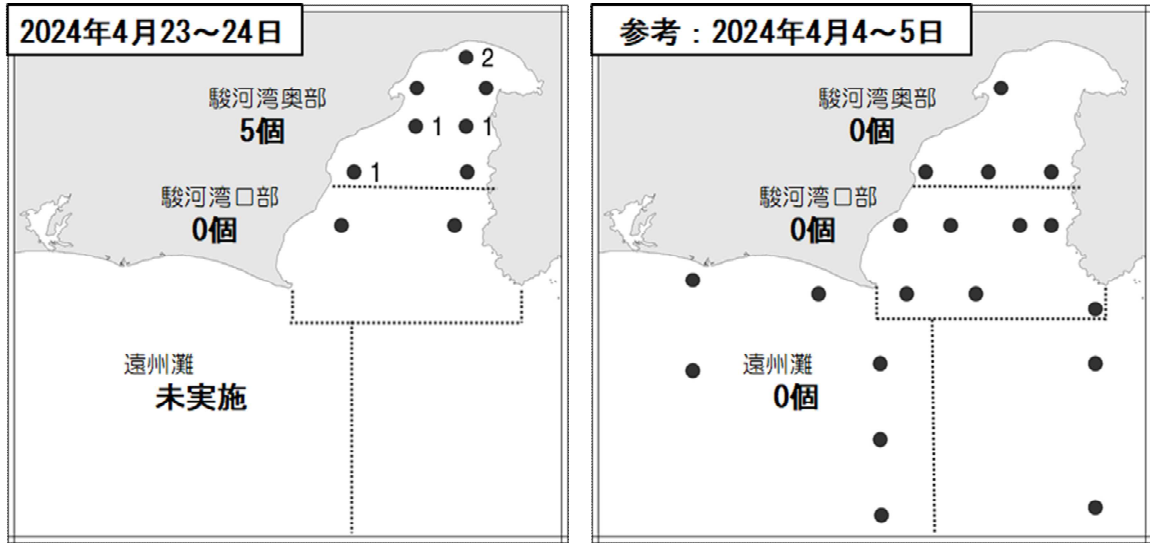 2024年4月23～24日
2
駿河湾奥部
5個
1
1
1
駿河湾口部
0個
遠州灘
未実施
参考：2024年4月4～5日
駿河湾奥部
0個
駿河湾口部
0個
遠州灘
0個